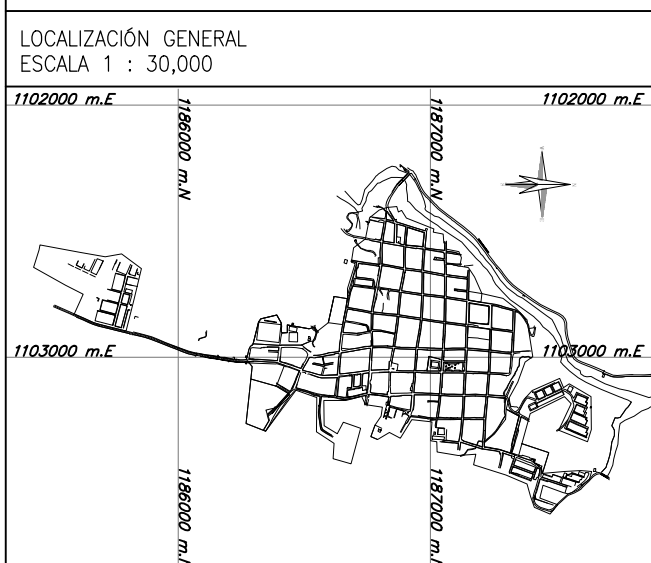 LOCALIZACIÓN GENERAL
ESCALA 1 : 30,000
1102000 m.E
1102000 m.E
1186000 m.N
1187000 m.N
1103000 m.E
1103000 m.E
1186000 m.N
1187000 m.N